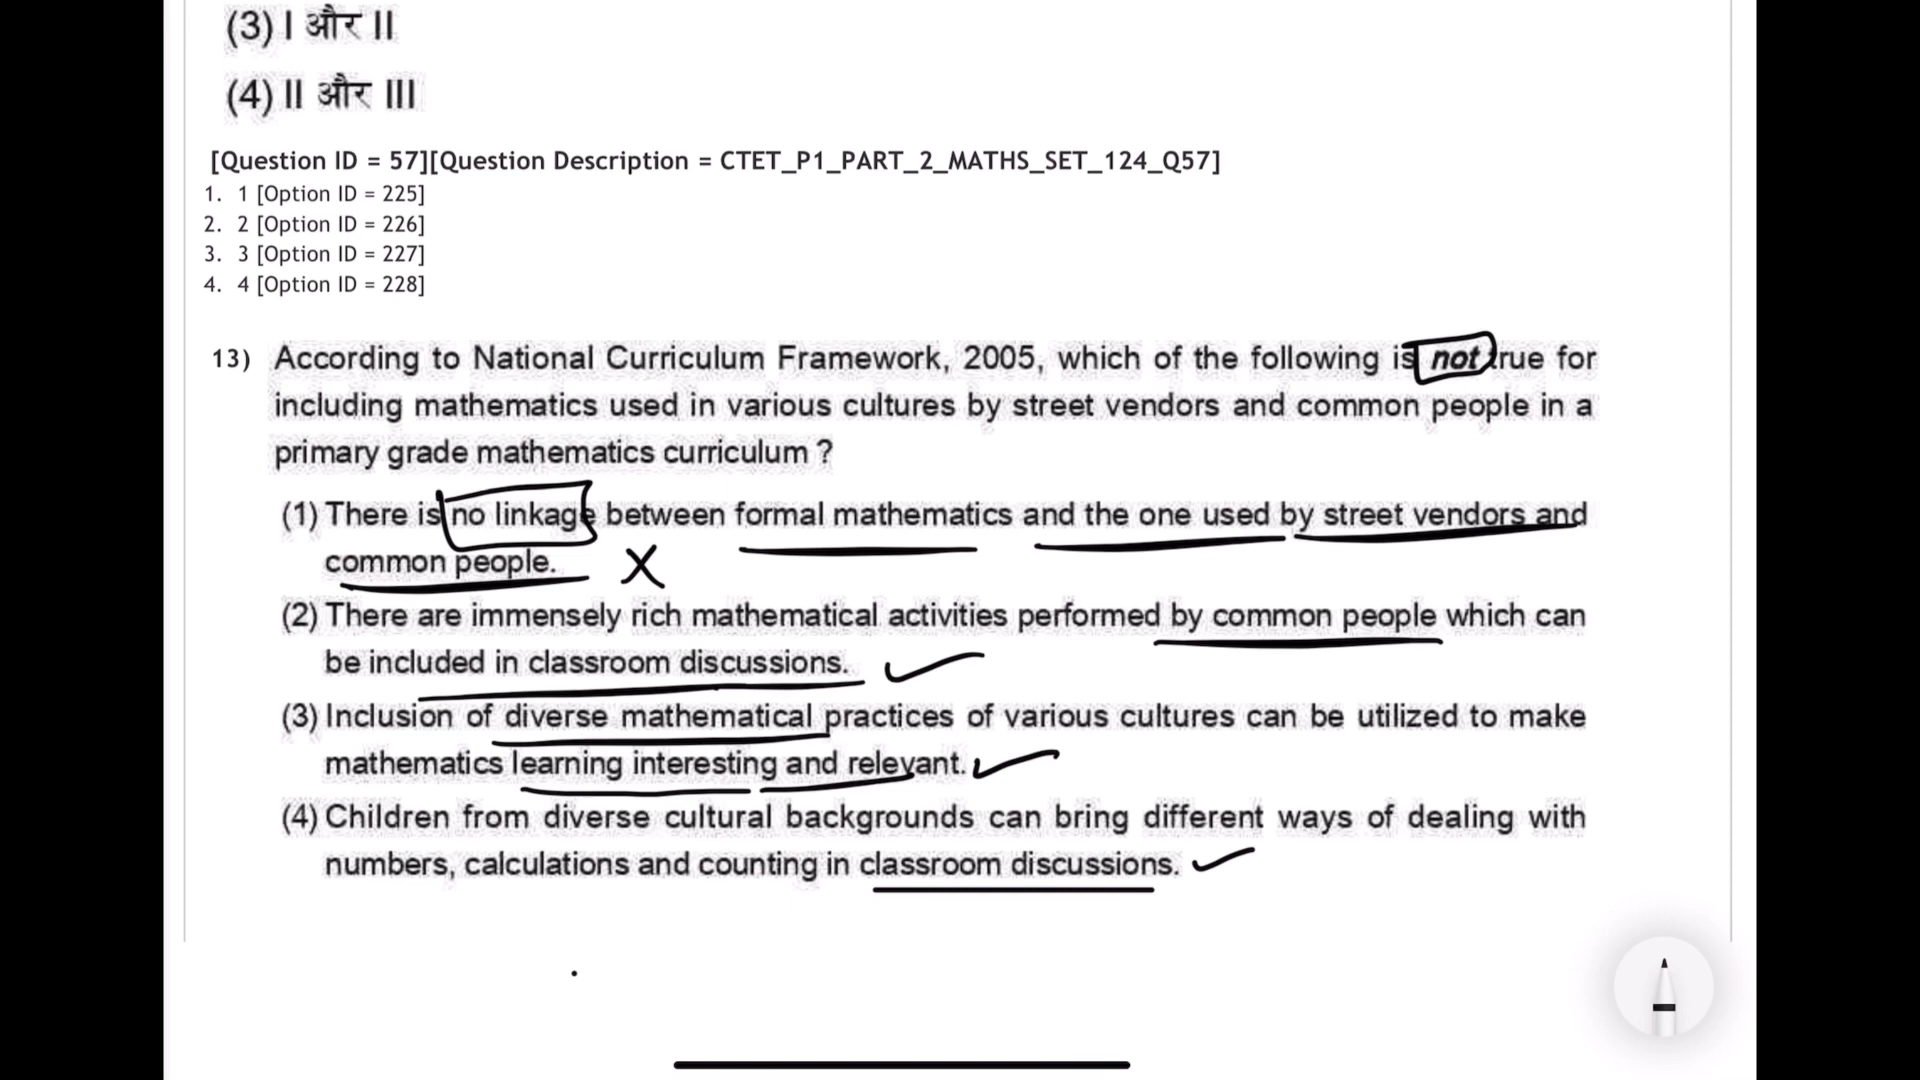 (3) I और II
(4) II और III
[Question ID = 57][Question Description = CTET_P1_PART_2_MATHS_SET_124_Q57]
1. 1 [Option ID = 225]
2. 2 [Option ID = 226]
3. 3 [Option ID = 227]
4. 4 [Option ID = 228]
13) According to National Curriculum Framework, 2005, which of the following is not true for
including mathematics used in various cultures by street vendors and common people in a
primary grade mathematics curriculum ?
(1) There is no linkage between formal mathematics and the one used by street vendors and
common people.
(2) There are immensely rich mathematical activities performed by common people which can
be included in classroom discussions.
(3) Inclusion of diverse mathematical practices of various cultures can be utilized to make
mathematics learning interesting and relevant.
(4) Children from diverse cultural backgrounds can bring different ways of dealing with
numbers, calculations and counting in classroom discussions.